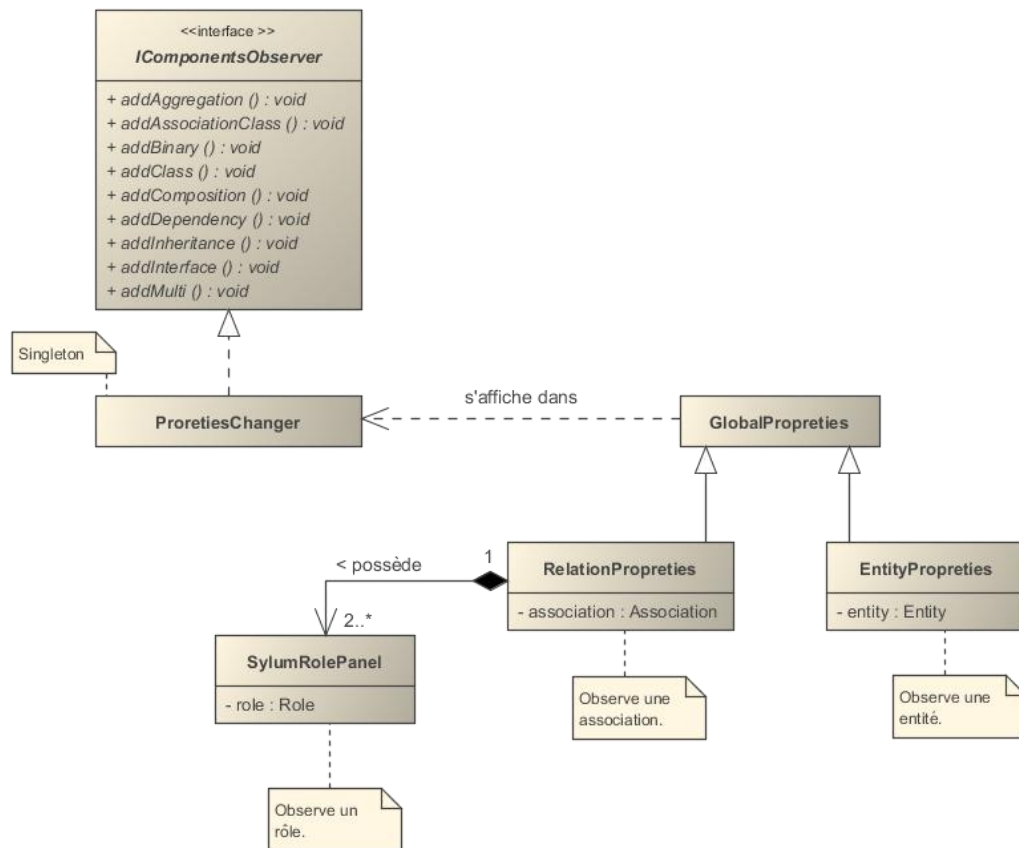 <<interface >>
IComponentsObserver
+ addAggregation () : void
+ addAssociationClass () : void
+ addBinary () : void
+ addClass () : void
+ addComposition () : void
+ addDependency () : void
+ addInheritance () : void
+ addInterface () : void
+ addMulti () : void
Singleton
ProretiesChanger
s'affiche dans
GlobalPropreties
< possède
1
2..*
RelationPropreties
- association : Association
EntityPropreties
- entity : Entity
SylumRolePanel
- role : Role
Observe une
association.
Observe une
entité.
Observe un
rôle.